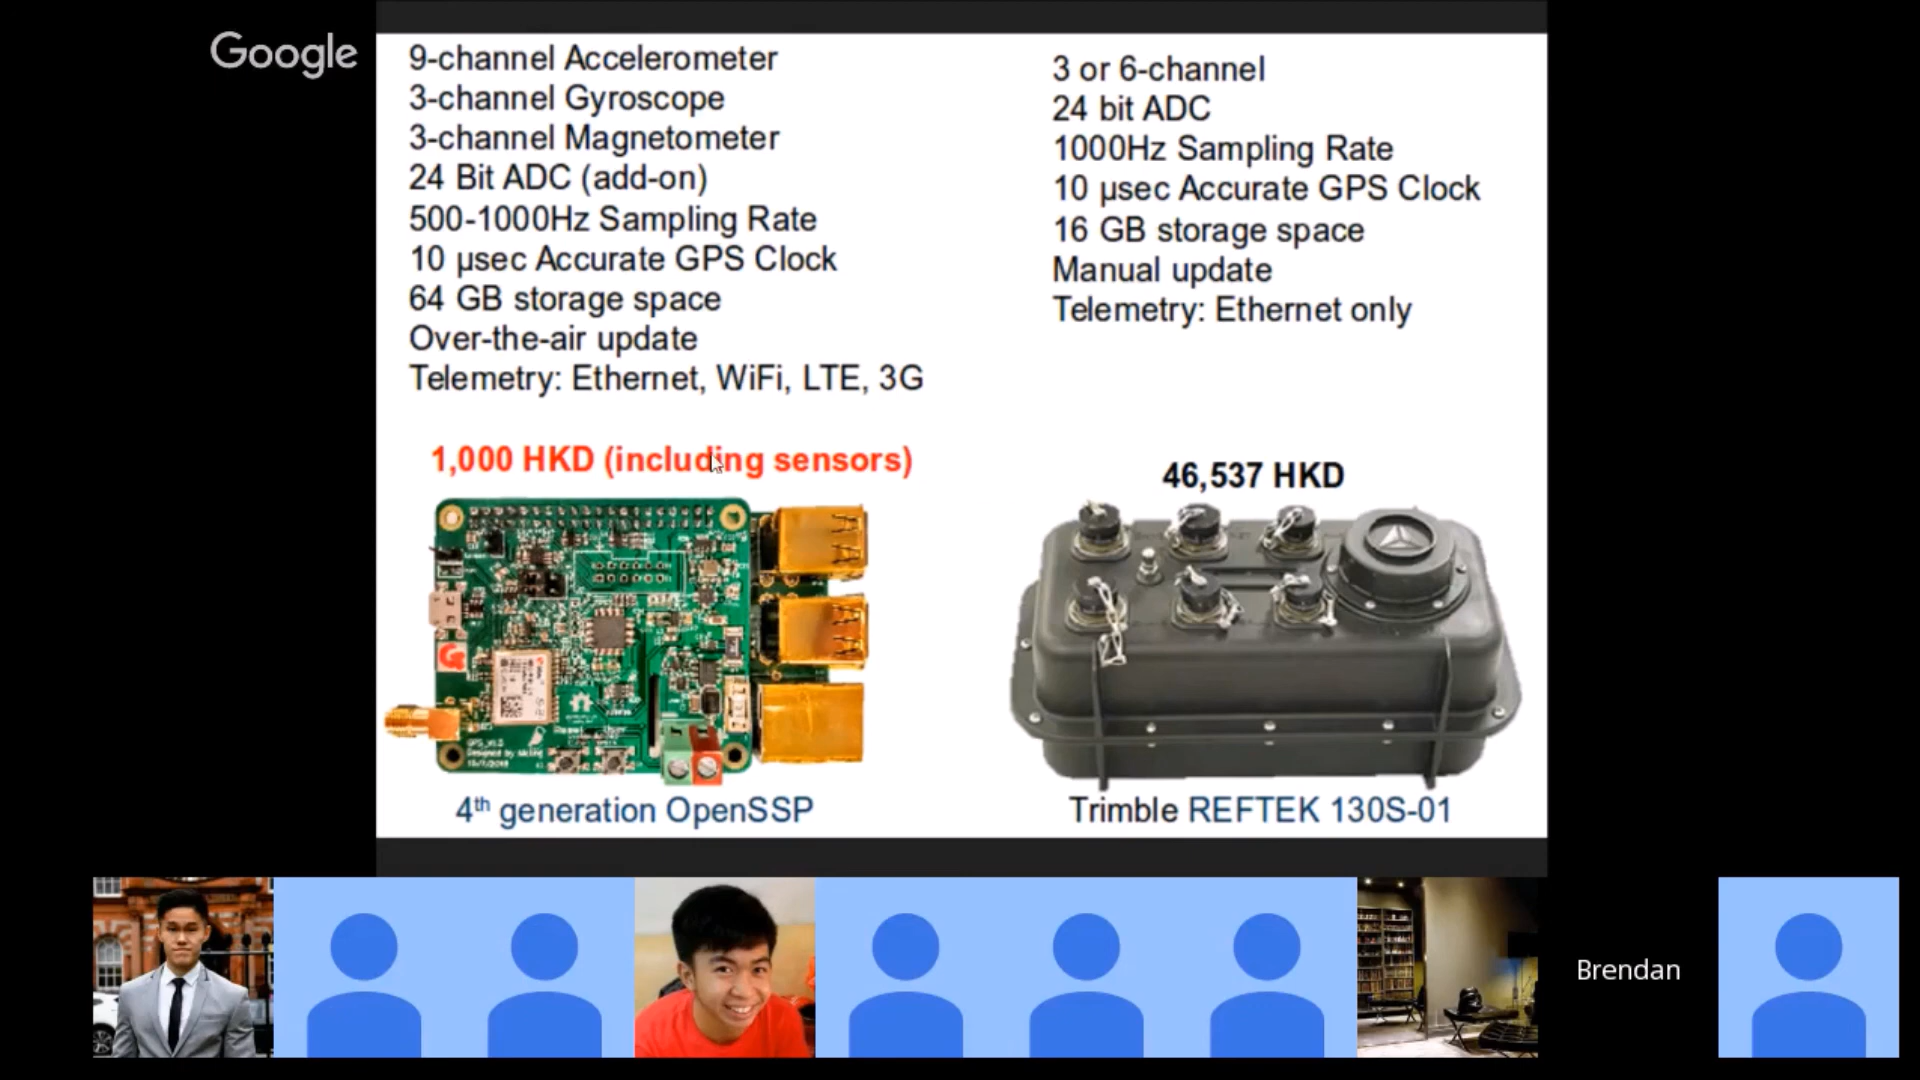 Google
9-channel Accelerometer
3-channel Gyroscope
3-channel Magnetometer
24 Bit ADC (add-on)
500-1000Hz Sampling Rate
10 µsec Accurate GPS Clock
64 GB storage space
Over-the-air update
Telemetry: Ethernet, WiFi, LTE, 3G
1,000 HKD (including sensors)
4th generation OpenSSP
3 or 6-channel
24 bit ADC
1000Hz Sampling Rate
10 µsec Accurate GPS Clock
16 GB storage space
Manual update
Telemetry: Ethernet only
46,537 HKD
Trimble REFTEK 130S-01
Brendan